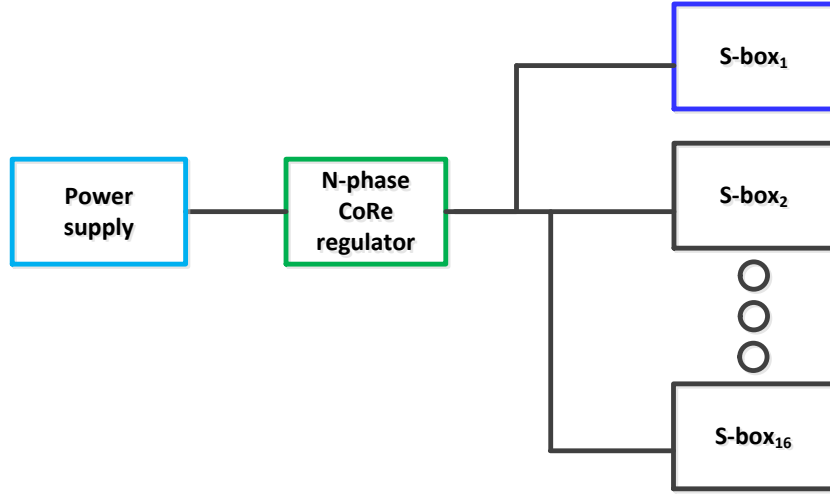 Power
supply
N-phase
CoRe
regulator
S-box₁
S-box₂
S-box₁₆